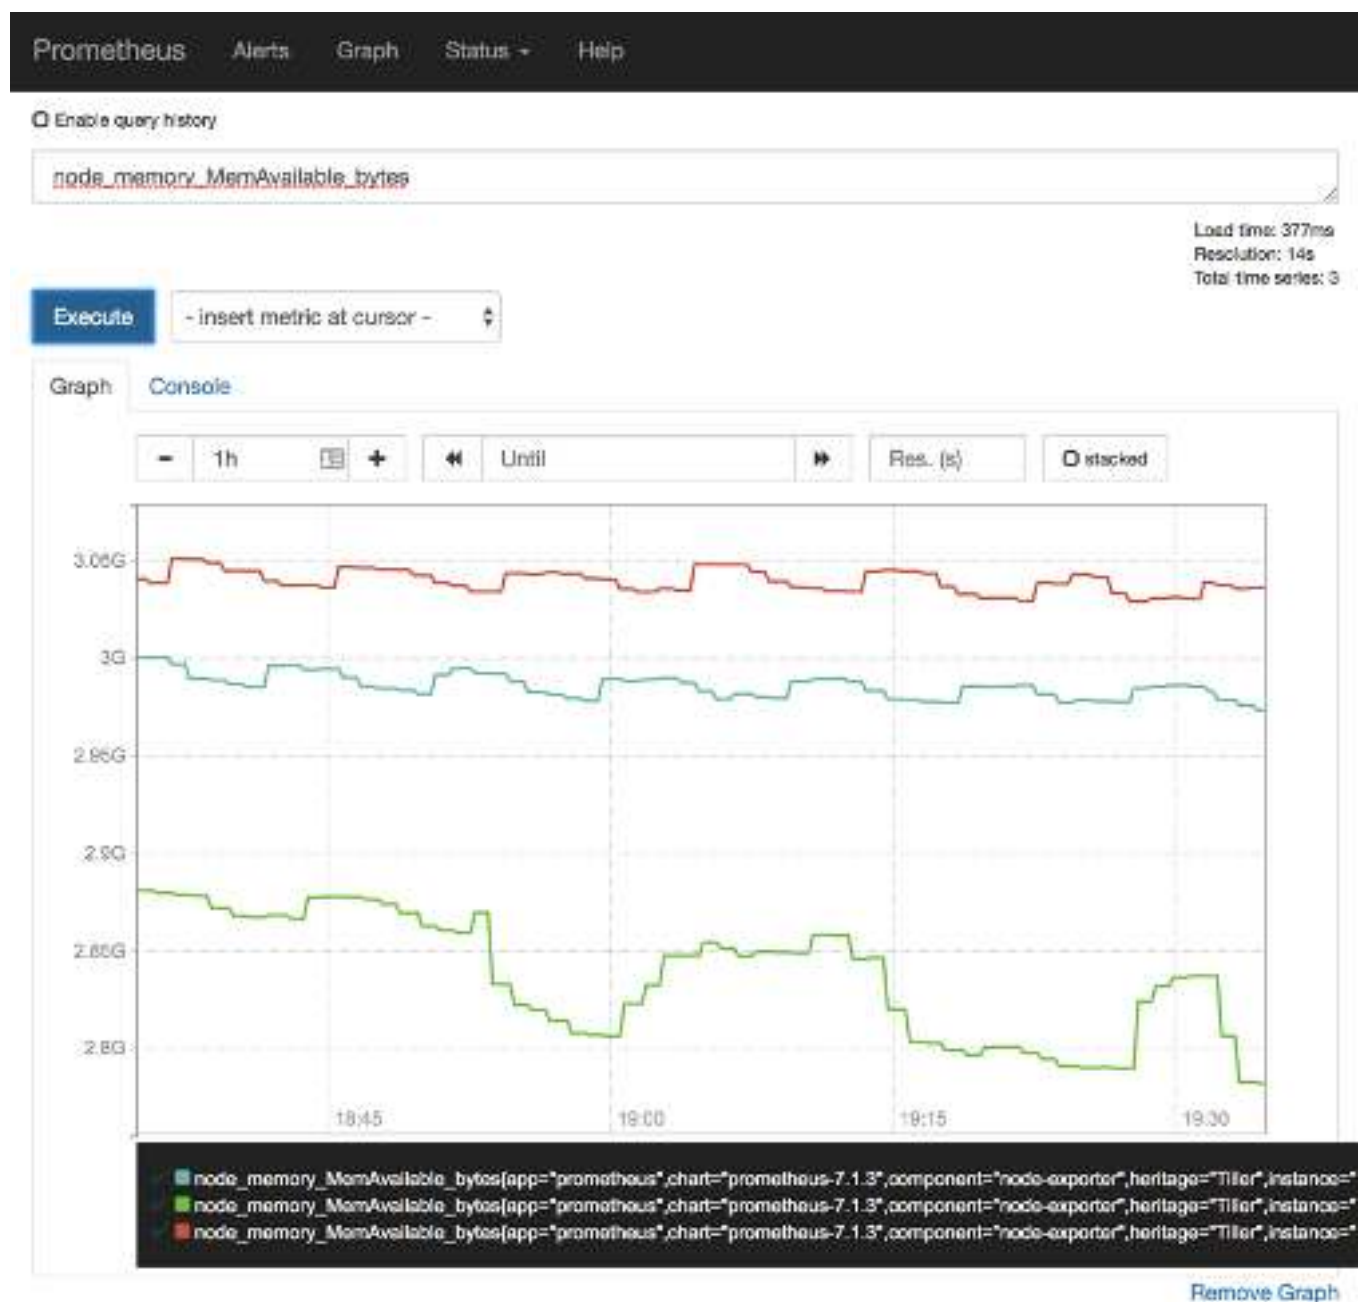 Prometheus Alerts Graph Status Help
Enable query history
node_memory_MemAvailable_bytes
Load time: 377ms
Resolution: 14s
Total time series: 3
Execute - insert metric at cursor -
Graph Console
- 1h + Until Res. (s) stacked
3.05G
3G
2.95G
2.9G
2.85G
2.8G
18:45 19:00 19:15 19:30
node_memory_MemAvailable_bytes{app="prometheus",chart="prometheus-7.1.3",component="node-exporter",heritage="Tiller",instance="
node_memory_MemAvailable_bytes{app="prometheus",chart="prometheus-7.1.3",component="node-exporter",heritage="Tiller",instance="
node_memory_MemAvailable_bytes{app="prometheus",chart="prometheus-7.1.3",component="node-exporter",heritage="Tiller",instance="
Remove Graph